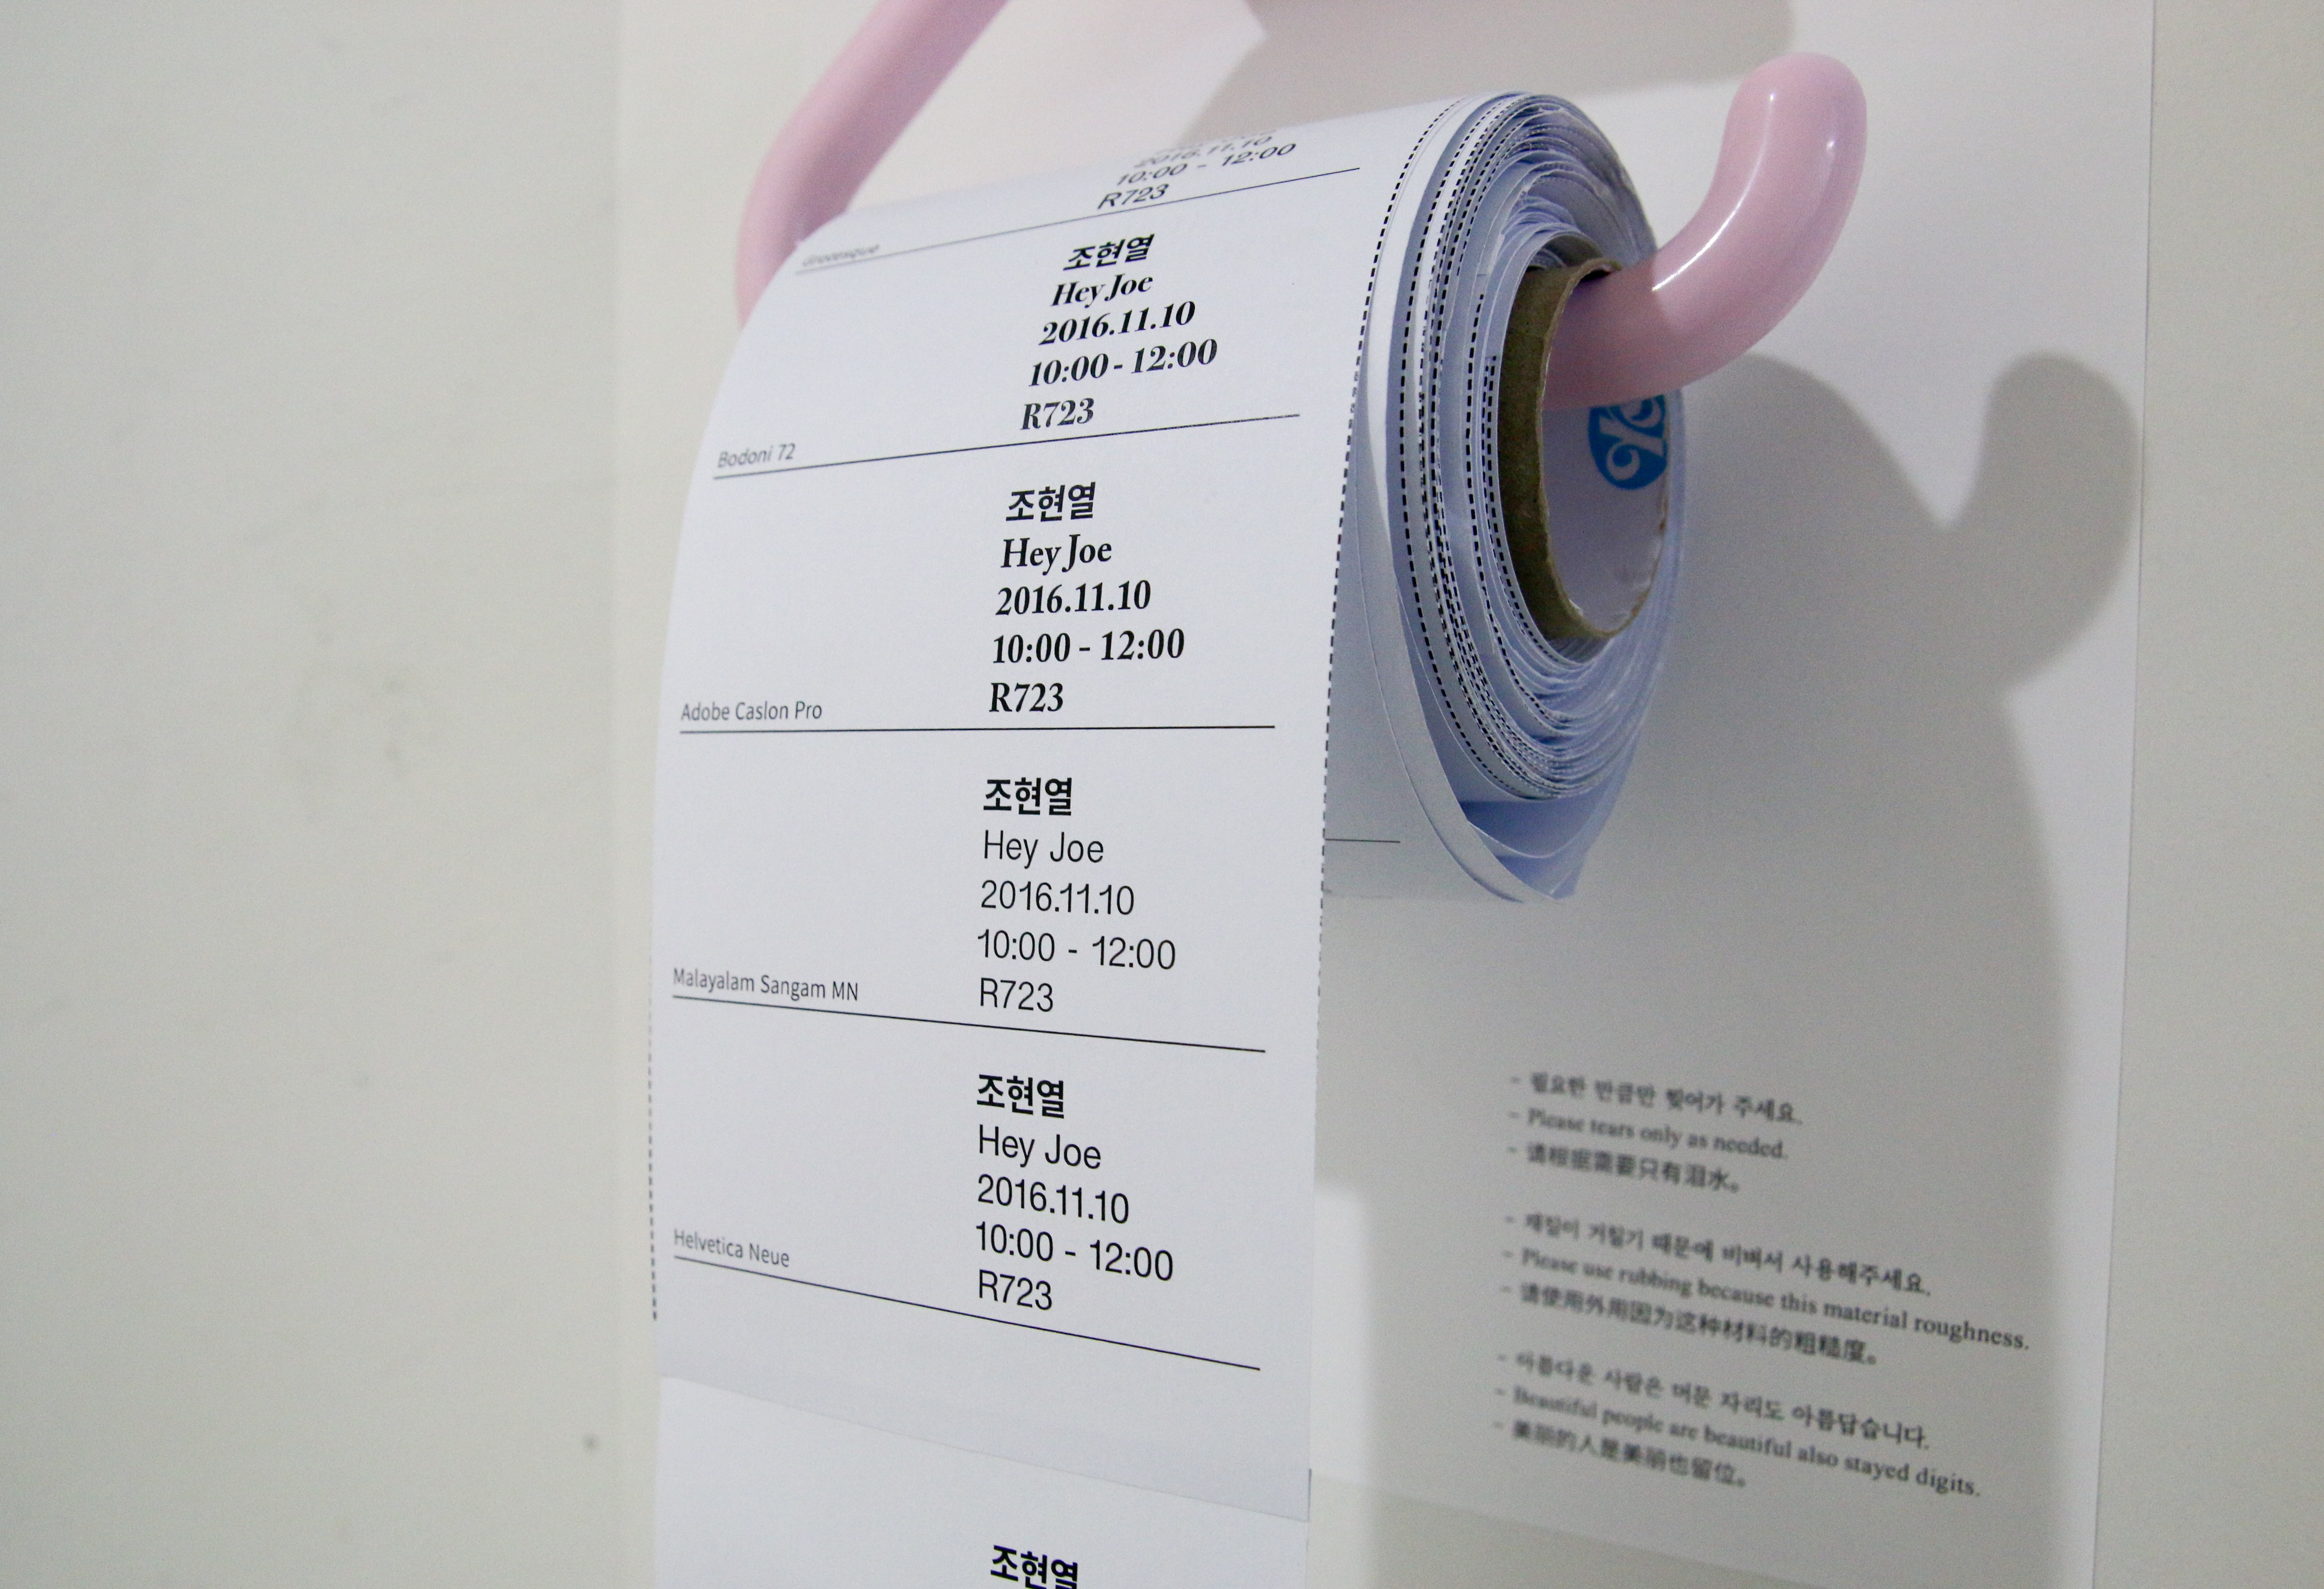 2016.11.10
10:00 - 12:00
R723
Grotesque
조현열
Hey Joe
2016.11.10
10:00 - 12:00
R723
Bodoni 72
조현열
Hey Joe
2016.11.10
10:00 - 12:00
R723
Adobe Caslon Pro
조현열
Hey Joe
2016.11.10
10:00 - 12:00
R723
Malayalam Sangam MN
조현열
Hey Joe
2016.11.10
10:00 - 12:00
R723
Helvetica Neue
조현열
- 필요한 만큼만 찢어가 주세요.
- Please tears only as needed.
- 请根据需要只有泪水。
- 재질이 거칠기 때문에 비벼서 사용해주세요.
- Please use rubbing because this material roughness.
- 请使用外用因为这种材料的粗糙度。
- 아름다운 사람은 머문 자리도 아름답습니다.
- Beautiful people are beautiful also stayed digits.
- 美丽的人是美丽也留位。